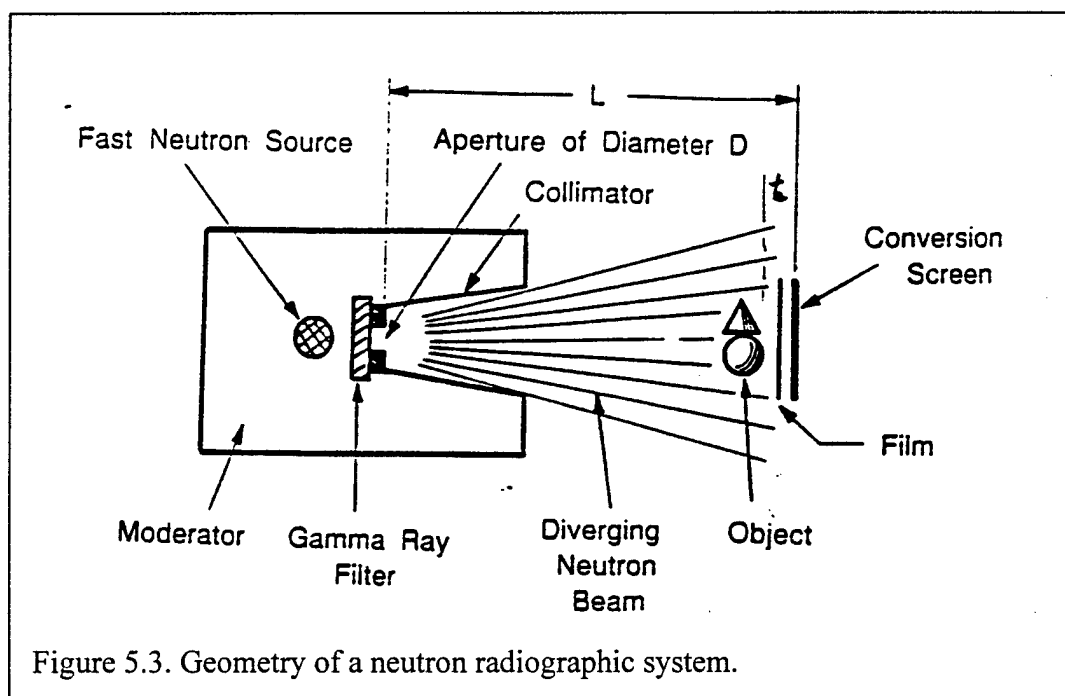 L
Fast Neutron Source
Aperture of Diameter D
t
Collimator
Conversion
Screen
Film
Moderator
Gamma Ray
Filter
Diverging
Neutron
Beam
Object
Figure 5.3. Geometry of a neutron radiographic system.